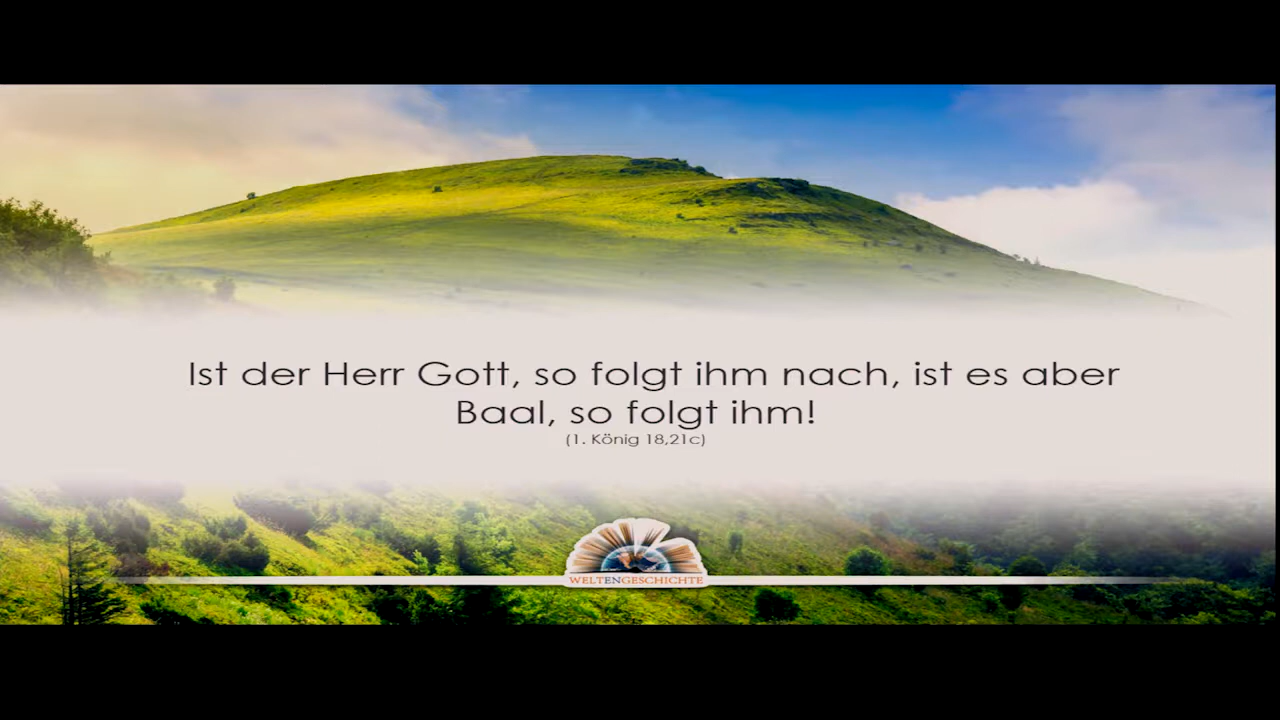 Ist der Herr Gott, so folgt ihm nach, ist es aber
Baal, so folgt ihm!
(1. König 18,21c)
WELTENGESCHICHTE